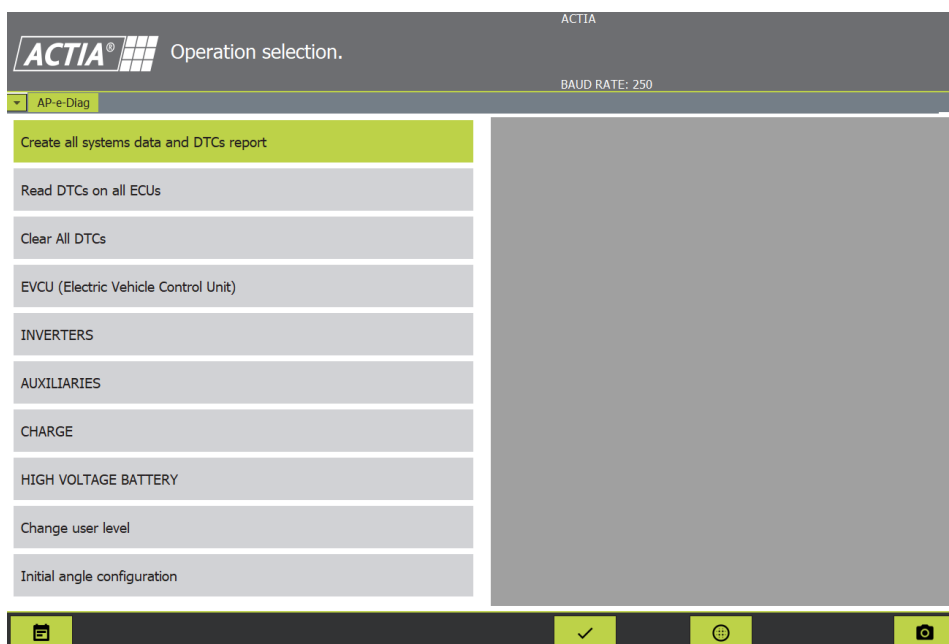 ACTIA
ACTIA® Operation selection.
BAUD RATE: 250
AP-e-Diag
Create all systems data and DTCs report
Read DTCs on all ECUs
Clear All DTCs
EVCU (Electric Vehicle Control Unit)
INVERTERS
AUXILIARIES
CHARGE
HIGH VOLTAGE BATTERY
Change user level
Initial angle configuration